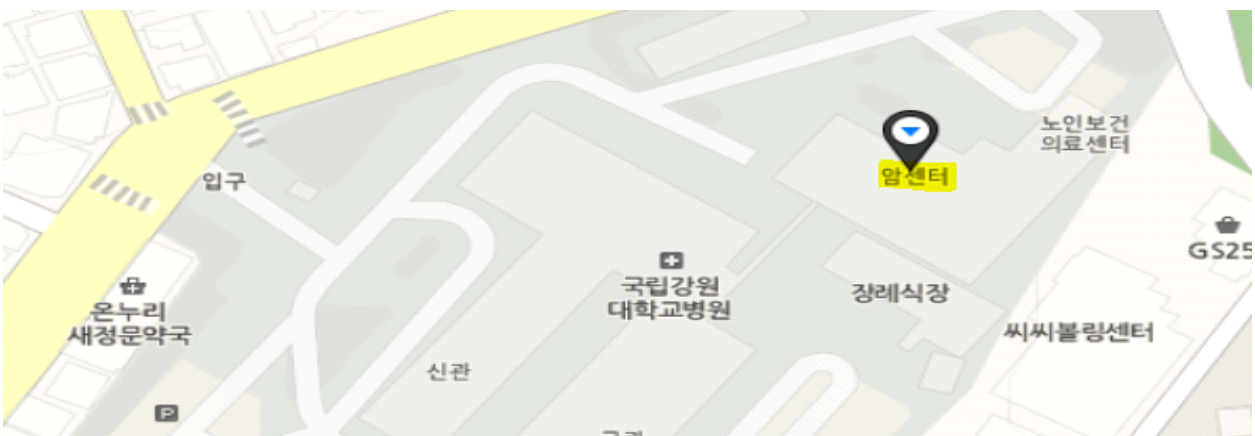 노인보건
의료센터
암센터
입구
GS25
국립강원
대학교병원
장례식장
온누리
새정문약국
씨씨볼링센터
신관
P